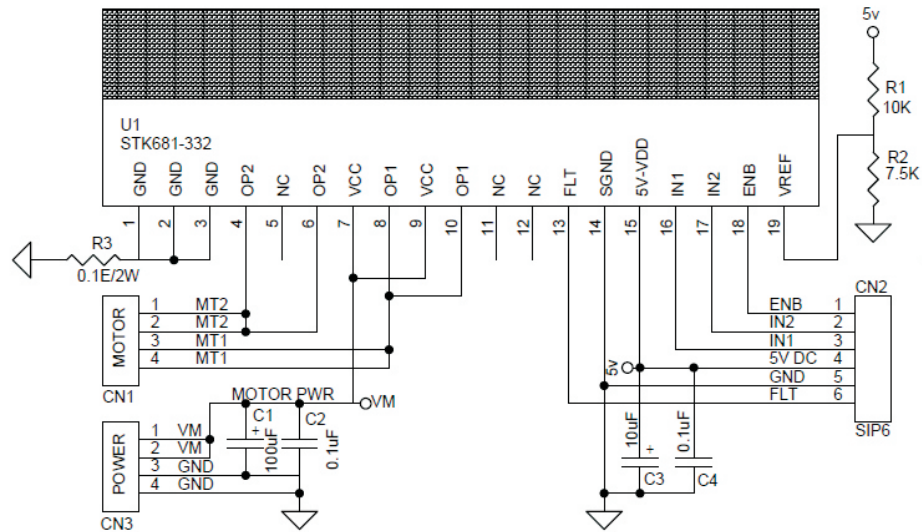 5v
R1
10K
R2
7.5K
U1
STK681-332
GND
GND
GND
OP2
NC
OP2
VCC
OP1
VCC
OP1
NC
NC
FLT
SGND
5V-VDD
IN1
IN2
ENB
VREF
1
2
3
4
5
6
7
8
9
10
11
12
13
14
15
16
17
18
19
R3
0.1E/2W
MOTOR
1 MT2
2 MT2
3 MT1
4 MT1
CN1
MOTOR PWR
VM
C1
+
100uF
C2
0.1uF
POWER
1 VM
2 VM
3 GND
4 GND
CN3
CN2
ENB 1
IN2 2
IN1 3
5V DC 4
GND 5
FLT 6
SIP6
5v
10uF
+
C3
0.1uF
C4